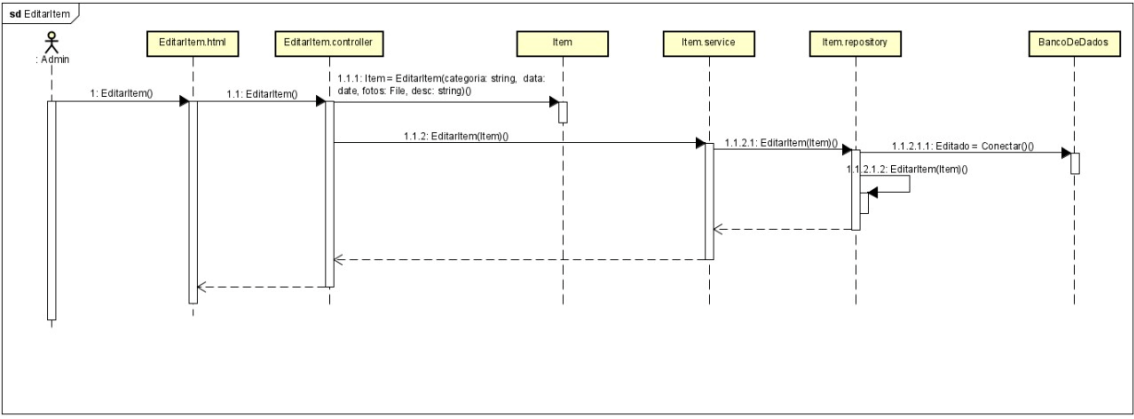 sd EditarItem
: Admin
EditarItem.html
EditarItem.controller
Item
Item.service
Item.repository
BancoDeDados
1: EditarItem()
1.1: EditarItem()
1.1.1: Item = EditarItem(categoria: string, data:
date, fotos: File, desc: string)()
1.1.2: EditarItem(Item)()
1.1.2.1: EditarItem(Item)()
1.1.2.1.1: Editado = Conectar()()
1.1.2.1.2: EditarItem(Item)()